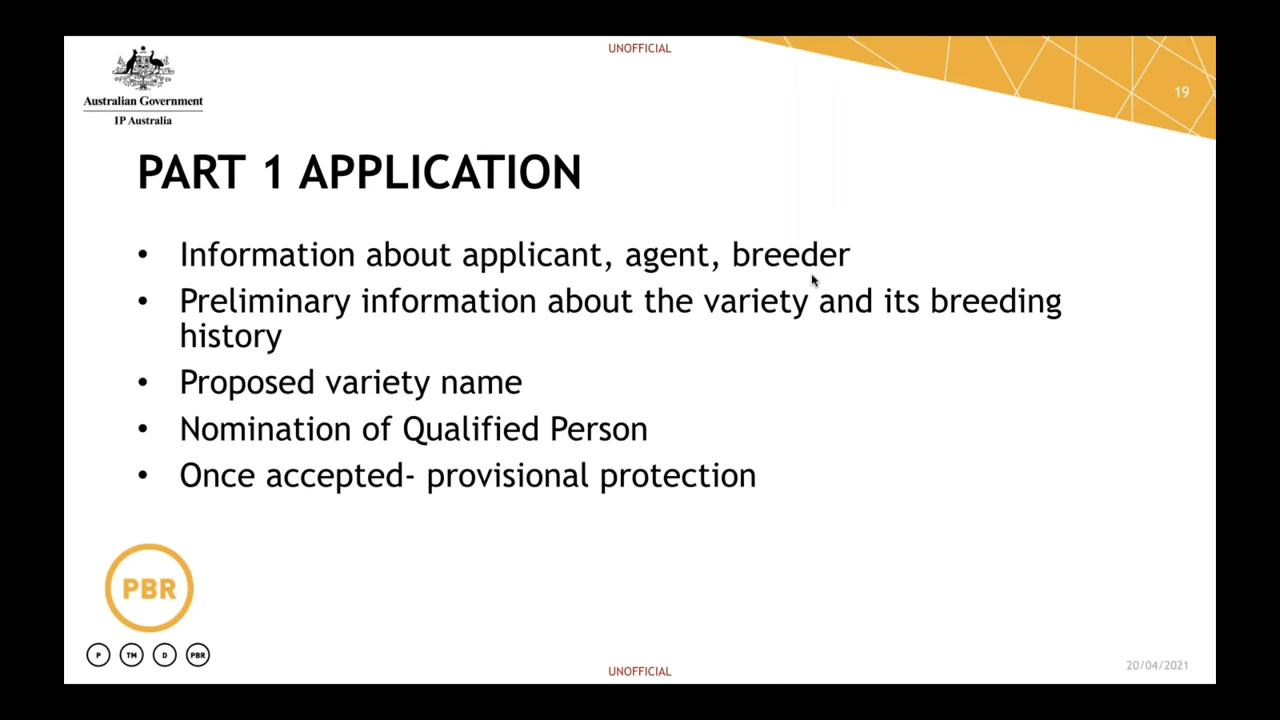 UNOFFICIAL
19
Australian Government
IP Australia
PART 1 APPLICATION
• Information about applicant, agent, breeder
• Preliminary information about the variety and its breeding
history
• Proposed variety name
• Nomination of Qualified Person
• Once accepted- provisional protection
PBR
P TM D PBR
UNOFFICIAL
20/04/2021